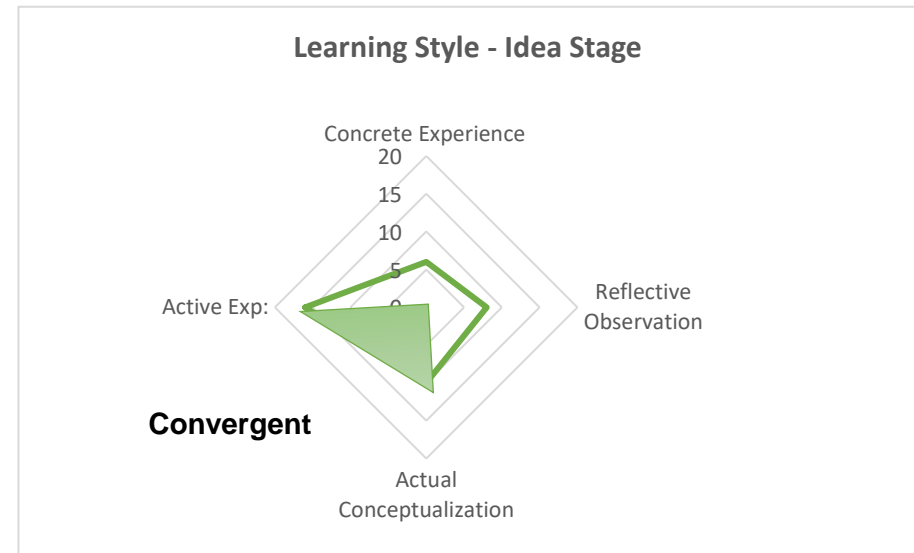 Learning Style - Idea Stage
Concrete Experience
20
15
10
5
0
Active Exp:
Reflective
Observation
Convergent
Actual
Conceptualization